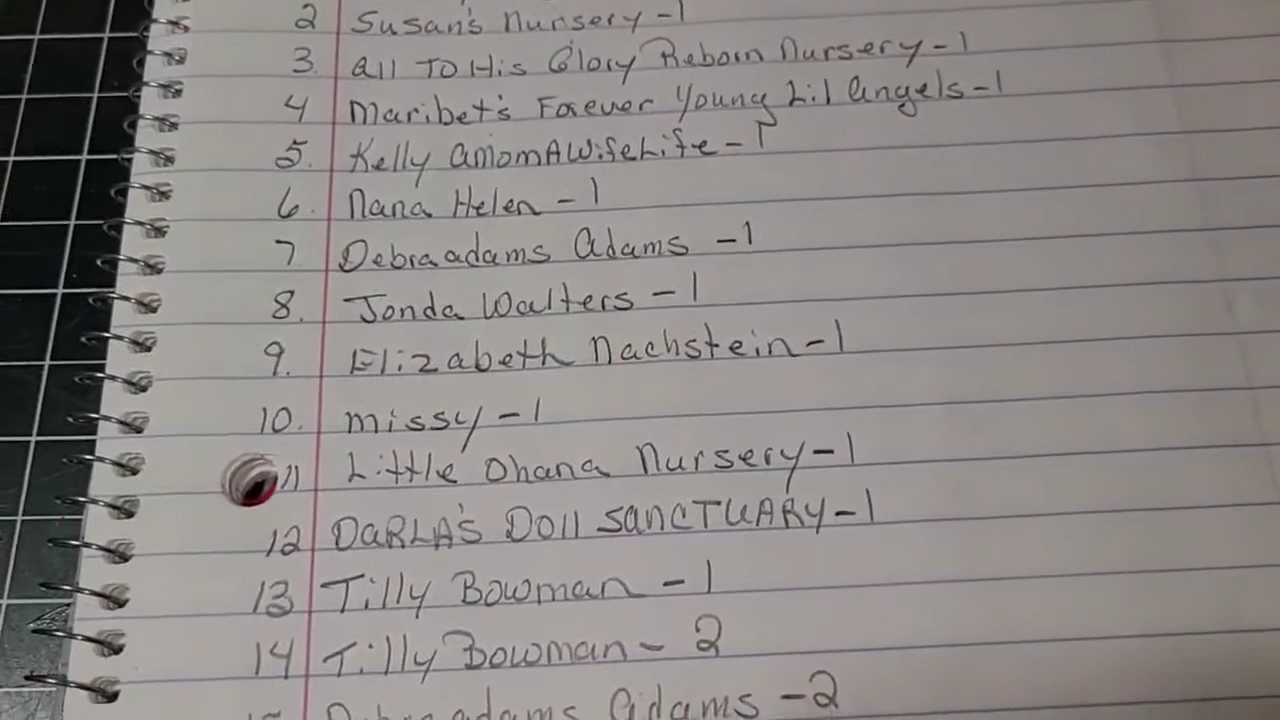 2 Susan's Nursery-1
3. All To His Glory Reborn Nursery-1
4 Maribet's Forever Young Lil Angels-1
5. Kelly AmomAWifeLife-1
6. Nana Helen-1
7 Debraadams Adams-1
8. Jonda Walters-1
9. Elizabeth Nachstein-1
10. Missy-1
11 Little Ohana Nursery-1
12 DaRLA's Doll SancTUARY-1
13 Tilly Bowman-1
14 Tilly Bowman-2
Debraadams Adams-2